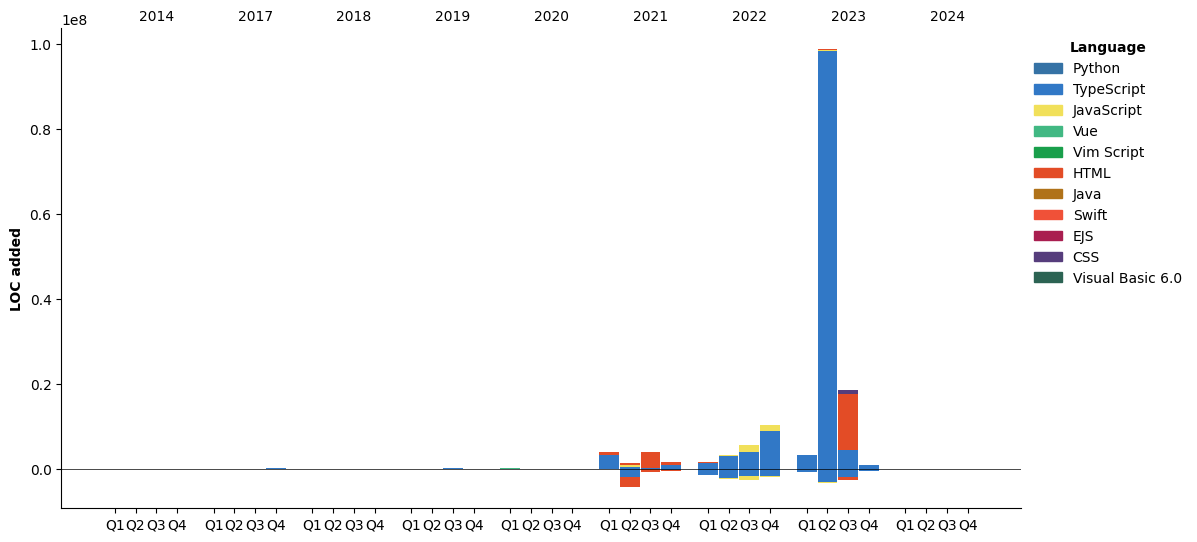 2014 2017 2018 2019 2020 2021 2022 2023 2024
1e8
1.0
0.8
0.6
0.4
0.2
0.0
LOC added
Q1 Q2 Q3 Q4 Q1 Q2 Q3 Q4 Q1 Q2 Q3 Q4 Q1 Q2 Q3 Q4 Q1 Q2 Q3 Q4 Q1 Q2 Q3 Q4 Q1 Q2 Q3 Q4 Q1 Q2 Q3 Q4 Q1 Q2 Q3 Q4
Language
Python
TypeScript
JavaScript
Vue
Vim Script
HTML
Java
Swift
EJS
CSS
Visual Basic 6.0